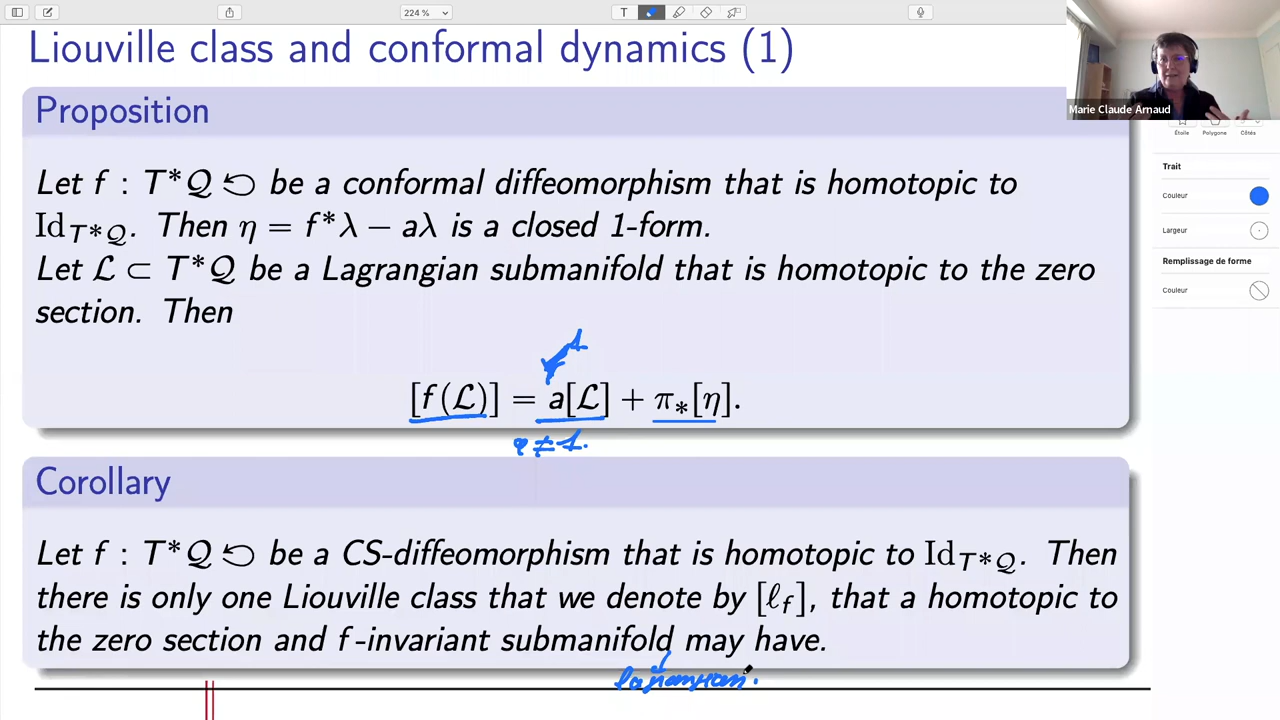 224 %
T
Liouville class and conformal dynamics (1)
Marie Claude Arnaud
Étoile
Polygone
Côtés
Proposition
Trait
Let f : T*Q ↺ be a conformal diffeomorphism that is homotopic to
Couleur
Id_{T*Q}. Then η = f*λ − aλ is a closed 1-form.
Largeur
Let L ⊂ T*Q be a Lagrangian submanifold that is homotopic to the zero
Remplissage de forme
section. Then
Couleur
1
[f(L)] = a[L] + π_*[η].
a ≠ 1.
Corollary
Let f : T*Q ↺ be a CS-diffeomorphism that is homotopic to Id_{T*Q}. Then
there is only one Liouville class that we denote by [ℓ_f], that a homotopic to
the zero section and f-invariant submanifold may have.